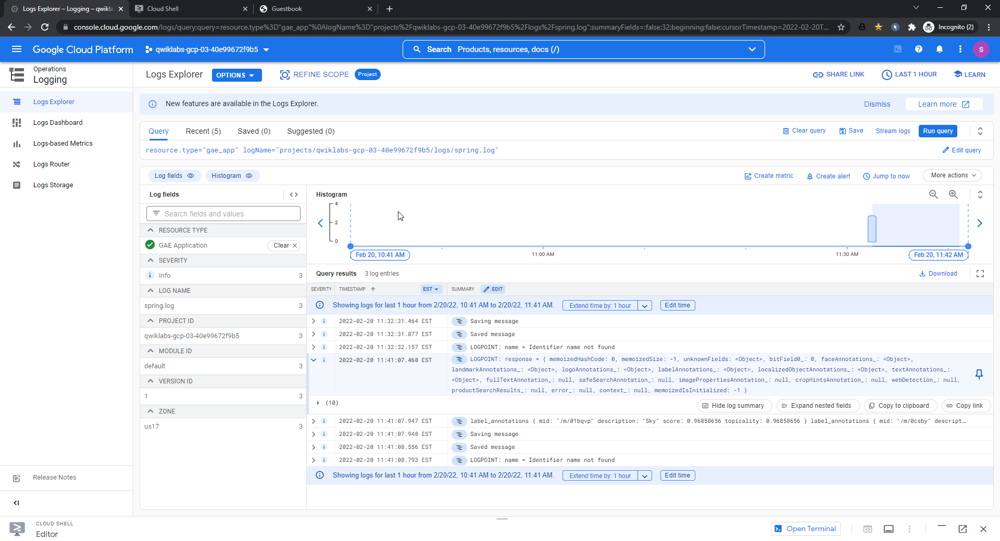 Logs Explorer – Logging – qwikla
Cloud Shell
Guestbook
console.cloud.google.com/logs/query;query=resource.type%3D"gae_app"%0AlogName%3D"projects%2Fqwiklabs-gcp-03-40e99672f9b5%2Flogs%2Fspring.log";summaryFields=:false:32:beginning:false;cursorTimestamp=2022-02-20T...
Incognito (2)
Google Cloud Platform
qwiklabs-gcp-03-40e99672f9b5
Search Products, resources, docs (/)
S
Operations
Logging
Logs Explorer
OPTIONS
REFINE SCOPE
Project
SHARE LINK
LAST 1 HOUR
LEARN
Logs Explorer
Logs Dashboard
Logs-based Metrics
Logs Router
Logs Storage
Release Notes
New features are available in the Logs Explorer.
Dismiss
Learn more
Query
Recent (5)
Saved (0)
Suggested (0)
Clear query
Save
Stream logs
Run query
resource.type="gae_app" logName="projects/qwiklabs-gcp-03-40e99672f9b5/logs/spring.log"
Edit query
Log fields
Histogram
Create metric
Create alert
Jump to now
More actions
Log fields
Search fields and values
RESOURCE TYPE
GAE Application
Clear
SEVERITY
Info 3
LOG NAME
spring.log 3
PROJECT ID
qwiklabs-gcp-03-40e99672f9b5 3
MODULE ID
default 3
VERSION ID
1 3
ZONE
us17 3
Histogram
4
2
0
Feb 20, 10:41 AM
11:00 AM
11:30 AM
Feb 20, 11:42 AM
Query results 3 log entries
Download
SEVERITY TIMESTAMP EST SUMMARY EDIT
Showing logs for last 1 hour from 2/20/22, 10:41 AM to 2/20/22, 11:41 AM. Extend time by: 1 hour Edit time
2022-02-20 11:32:31.464 EST Saving message
2022-02-20 11:32:31.877 EST Saved message
2022-02-20 11:32:32.157 EST LOGPOINT: name = Identifier name not found
2022-02-20 11:41:07.468 EST LOGPOINT: response = { memoizedHashCode: 0, memoizedSize: -1, unknownFields: <Object>, bitField0_: 0, faceAnnotations_: <Object>,
landmarkAnnotations_: <Object>, logoAnnotations_: <Object>, labelAnnotations_: <Object>, localizedObjectAnnotations_: <Object>, textAnnotations_:
<Object>, fullTextAnnotation_: null, safeSearchAnnotation_: null, imagePropertiesAnnotation_: null, cropHintsAnnotation_: null, webDetection_: null,
productSearchResults_: null, error_: null, context_: null, memoizedIsInitialized: -1 }
{10}
Hide log summary
Expand nested fields
Copy to clipboard
Copy link
2022-02-20 11:41:07.947 EST label_annotations { mid: "/m/01bqvp" description: "Sky" score: 0.96858656 topicality: 0.96858656 } label_annotations { mid: "/m/0csby" descript…
2022-02-20 11:41:07.948 EST Saving message
2022-02-20 11:41:08.556 EST Saved message
2022-02-20 11:41:08.793 EST LOGPOINT: name = Identifier name not found
Showing logs for last 1 hour from 2/20/22, 10:41 AM to 2/20/22, 11:41 AM. Extend time by: 1 hour Edit time
CLOUD SHELL
Editor
Open Terminal